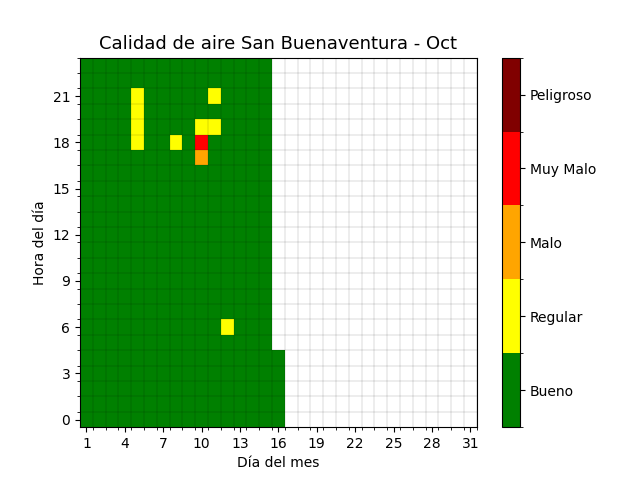 Calidad de aire San Buenaventura - Oct
Hora del día
21
18
15
12
9
6
3
0
1 4 7 10 13 16 19 22 25 28 31
Día del mes
Peligroso
Muy Malo
Malo
Regular
Bueno